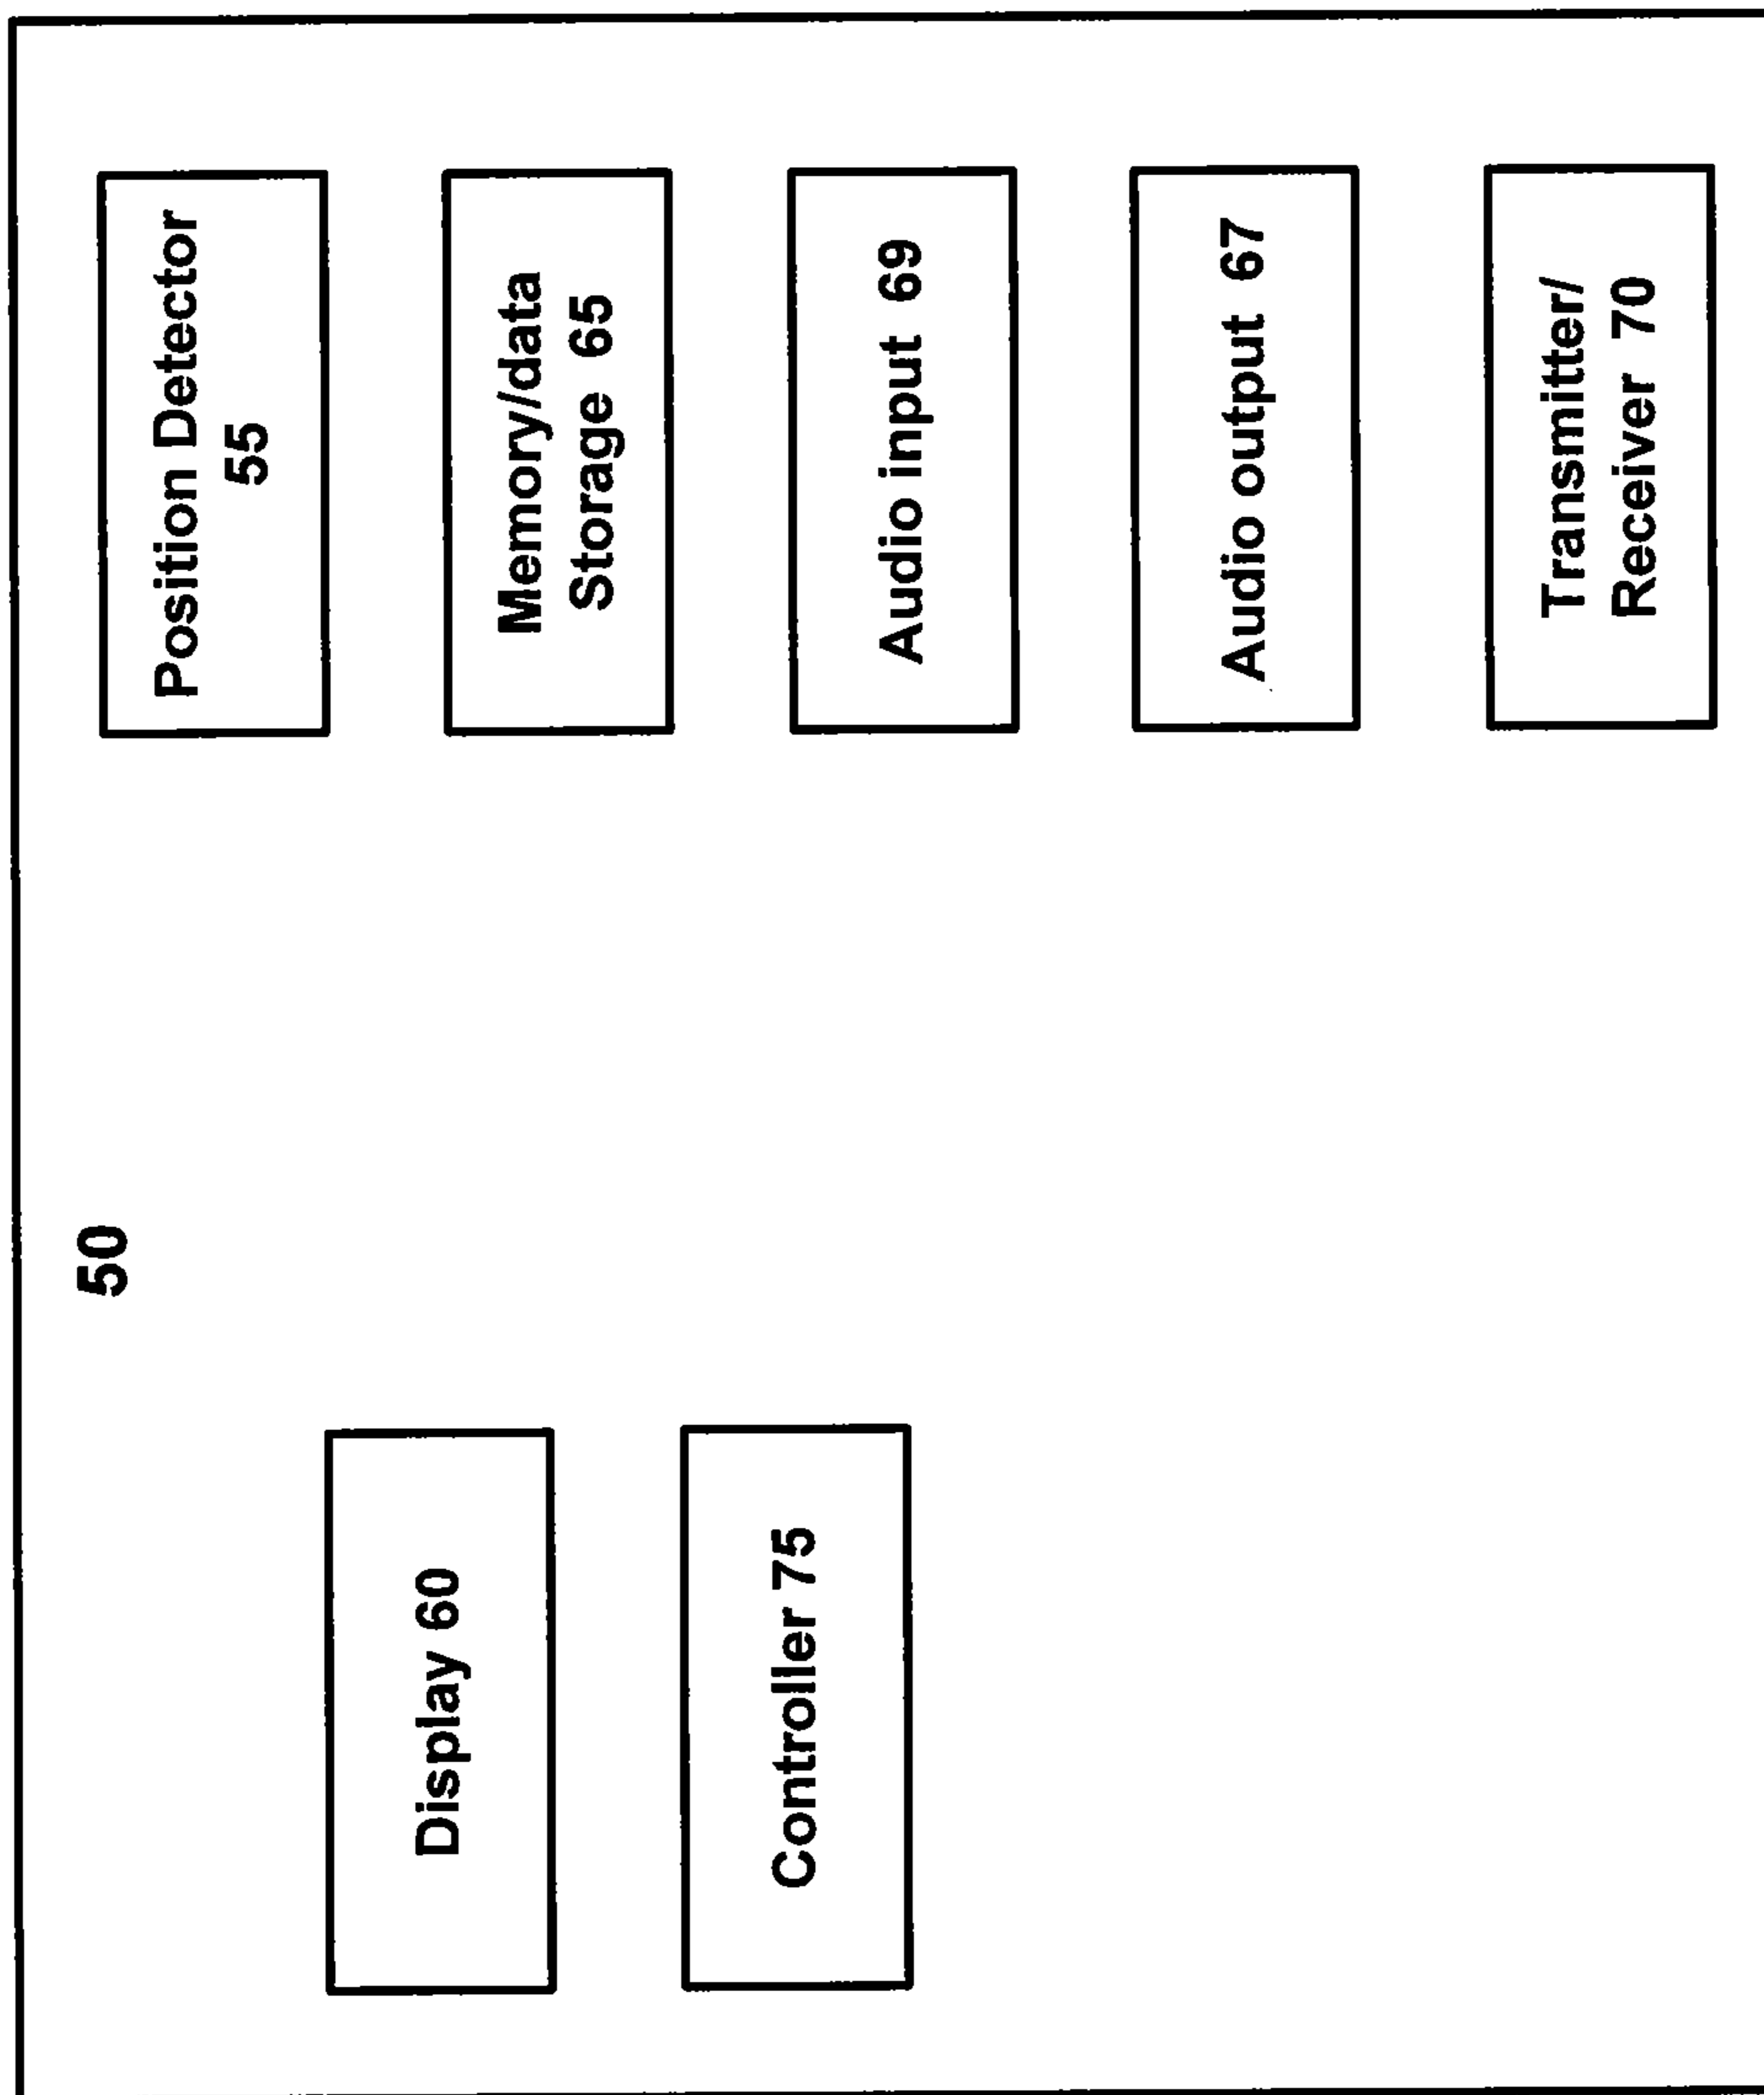 50
Display 60
Controller 75
Position Detector
55
Memory/data
Storage 65
Audio input 69
Audio output 67
Transmitter/
Receiver 70